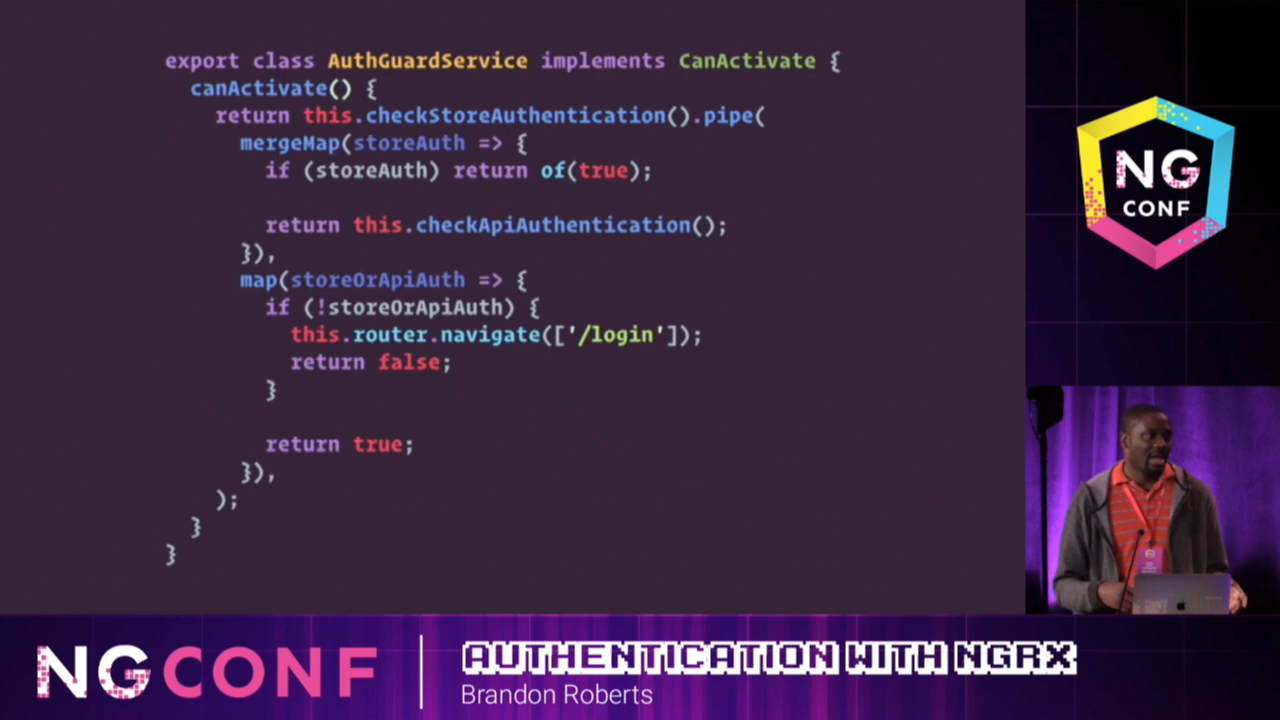 export class AuthGuardService implements CanActivate {
canActivate() {
return this.checkStoreAuthentication().pipe(
mergeMap(storeAuth => {
if (storeAuth) return of(true);
return this.checkApiAuthentication();
}),
map(storeOrApiAuth => {
if (!storeOrApiAuth) {
this.router.navigate(['/login']);
return false;
}
return true;
}),
);
}
}
NG
CONF
NGCONF
AUTHENTICATION WITH NGRX
Brandon Roberts